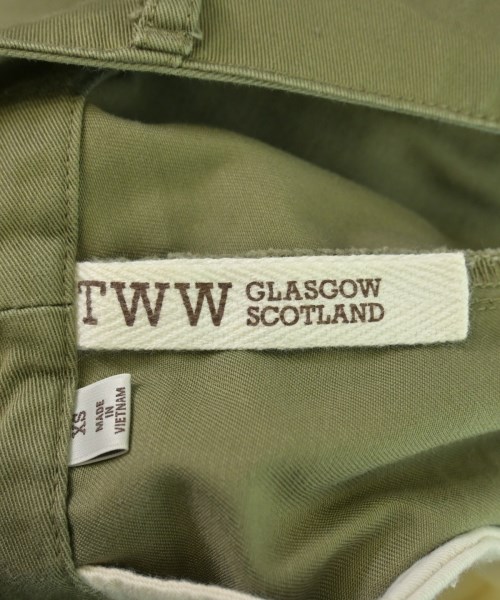 TWW GLASGOW
SCOTLAND
XS
MADE
IN
VIETNAM